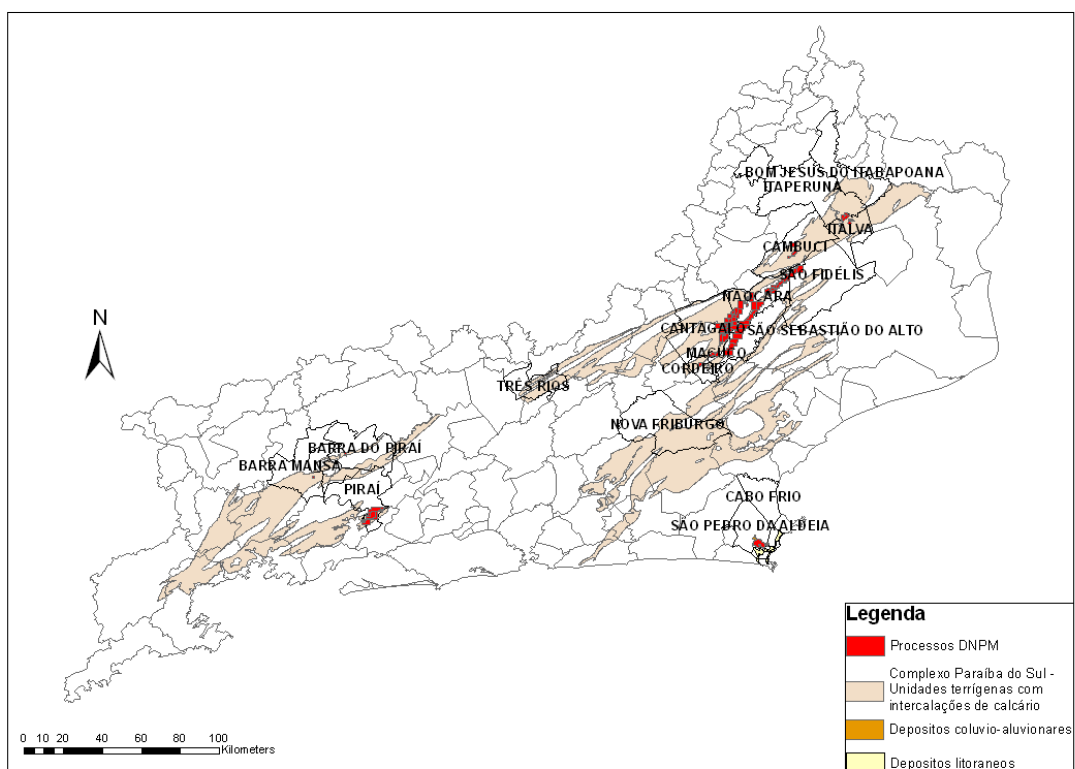 BOM JESUS DO ITABAPOANA
ITAPERUNA
ITALVA
CAMBUCI
SÃO FIDÉLIS
CANTAGALO
SÃO SEBASTIÃO DO ALTO
MACUCO
CORDEIRO
TRÊS RIOS
N
NOVA FRIBURGO
BARRA DO PIRAÍ
BARRA MANSA
PIRAÍ
CABO FRIO
SÃO PEDRO DA ALDEIA
Legenda
Processos DNPM
Complexo Paraíba do Sul -
Unidades terrígenas com
intercalações de calcário
Depositos coluvio-aluvionares
Depositos litoraneos
0 10 20 40 60 80 100
Kilometers